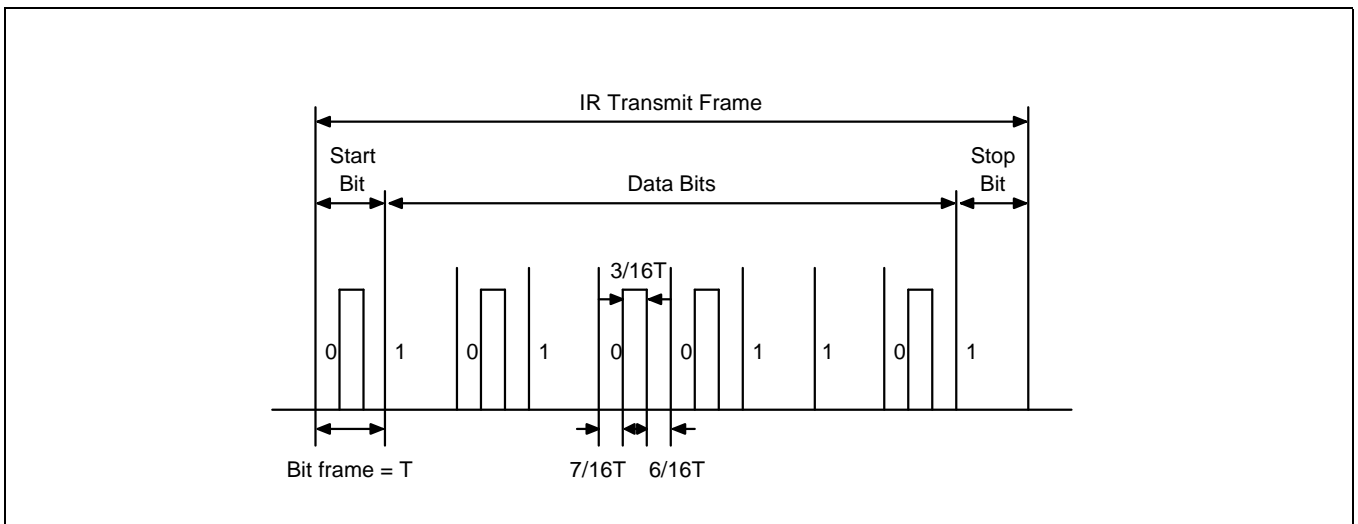 IR Transmit Frame
Start
Bit
Data Bits
Stop
Bit
3/16T
0 1 0 1 0 0 1 1 0 1
Bit frame = T
7/16T 6/16T